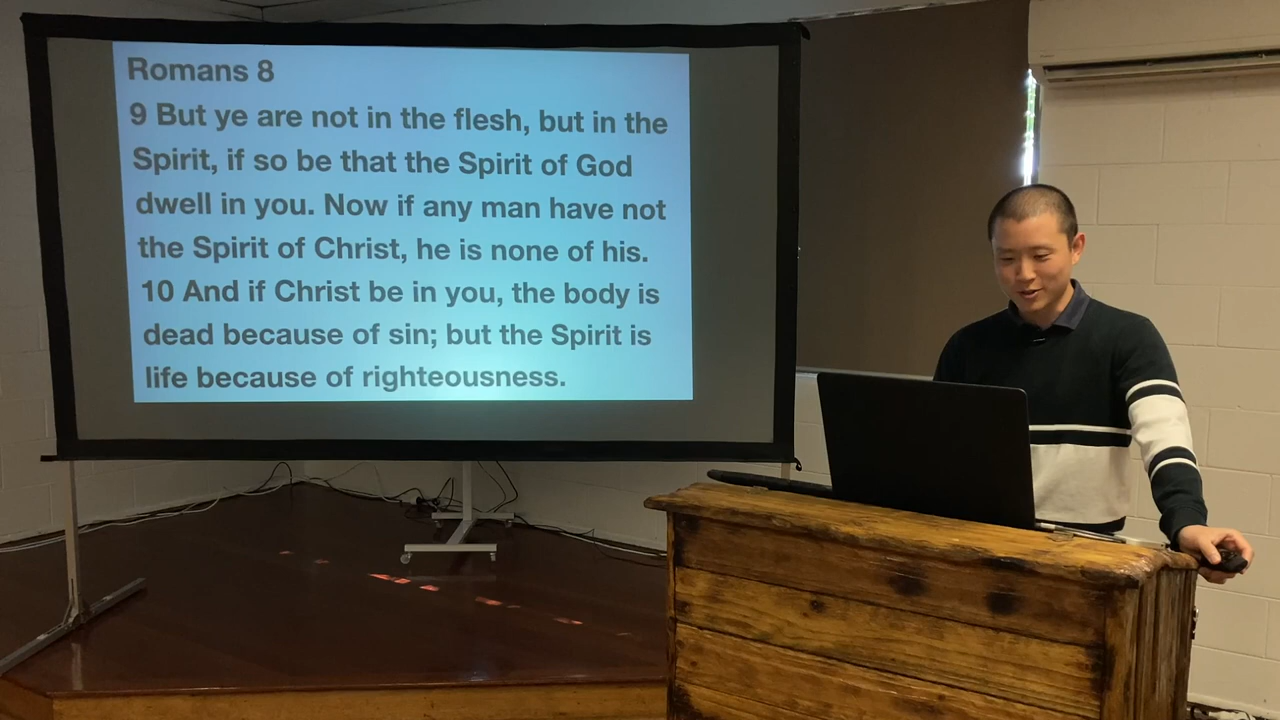 Romans 8
9 But ye are not in the flesh, but in the
Spirit, if so be that the Spirit of God
dwell in you. Now if any man have not
the Spirit of Christ, he is none of his.
10 And if Christ be in you, the body is
dead because of sin; but the Spirit is
life because of righteousness.